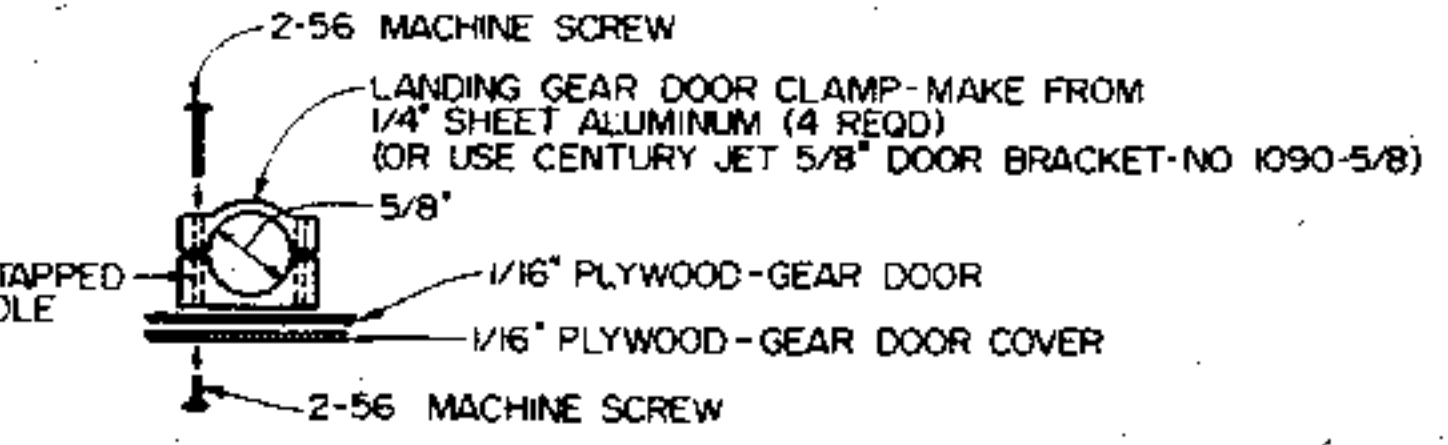 2-56 MACHINE SCREW
LANDING GEAR DOOR CLAMP-MAKE FROM
1/4" SHEET ALUMINUM (4 REQD)
(OR USE CENTURY JET 5/8" DOOR BRACKET-NO 1090-5/8)
5/8"
TAPPED
OLE
1/16" PLYWOOD-GEAR DOOR
1/16" PLYWOOD-GEAR DOOR COVER
2-56 MACHINE SCREW